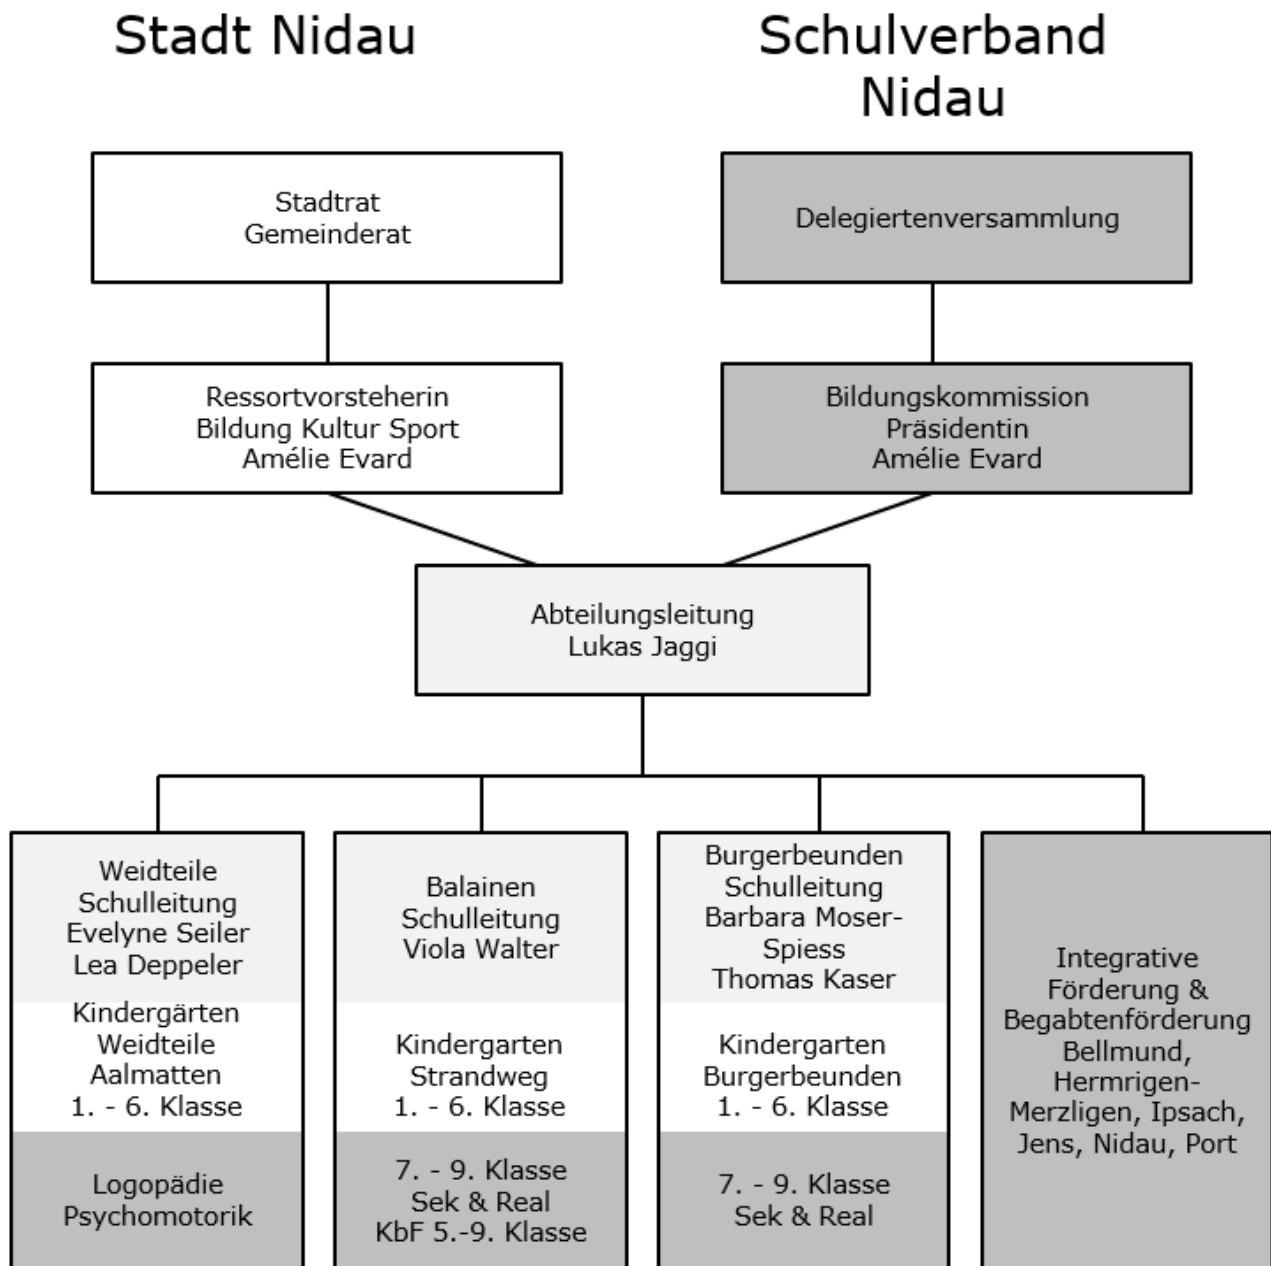 Stadt Nidau
Schulverband
Nidau
Stadtrat
Gemeinderat
Delegiertenversammlung
Ressortvorsteherin
Bildung Kultur Sport
Amélie Evard
Bildungskommission
Präsidentin
Amélie Evard
Abteilungsleitung
Lukas Jaggi
Weidteile
Schulleitung
Evelyne Seiler
Lea Deppeler
Kindergärten
Weidteile
Aalmatten
1. - 6. Klasse
Logopädie
Psychomotorik
Balainen
Schulleitung
Viola Walter
Kindergarten
Strandweg
1. - 6. Klasse
7. - 9. Klasse
Sek & Real
KbF 5.-9. Klasse
Burgerbeunden
Schulleitung
Barbara Moser-
Spiess
Thomas Kaser
Kindergarten
Burgerbeunden
1. - 6. Klasse
7. - 9. Klasse
Sek & Real
Integrative
Förderung &
Begabtenförderung
Bellmund,
Hermrigen-
Merzligen, Ipsach,
Jens, Nidau, Port